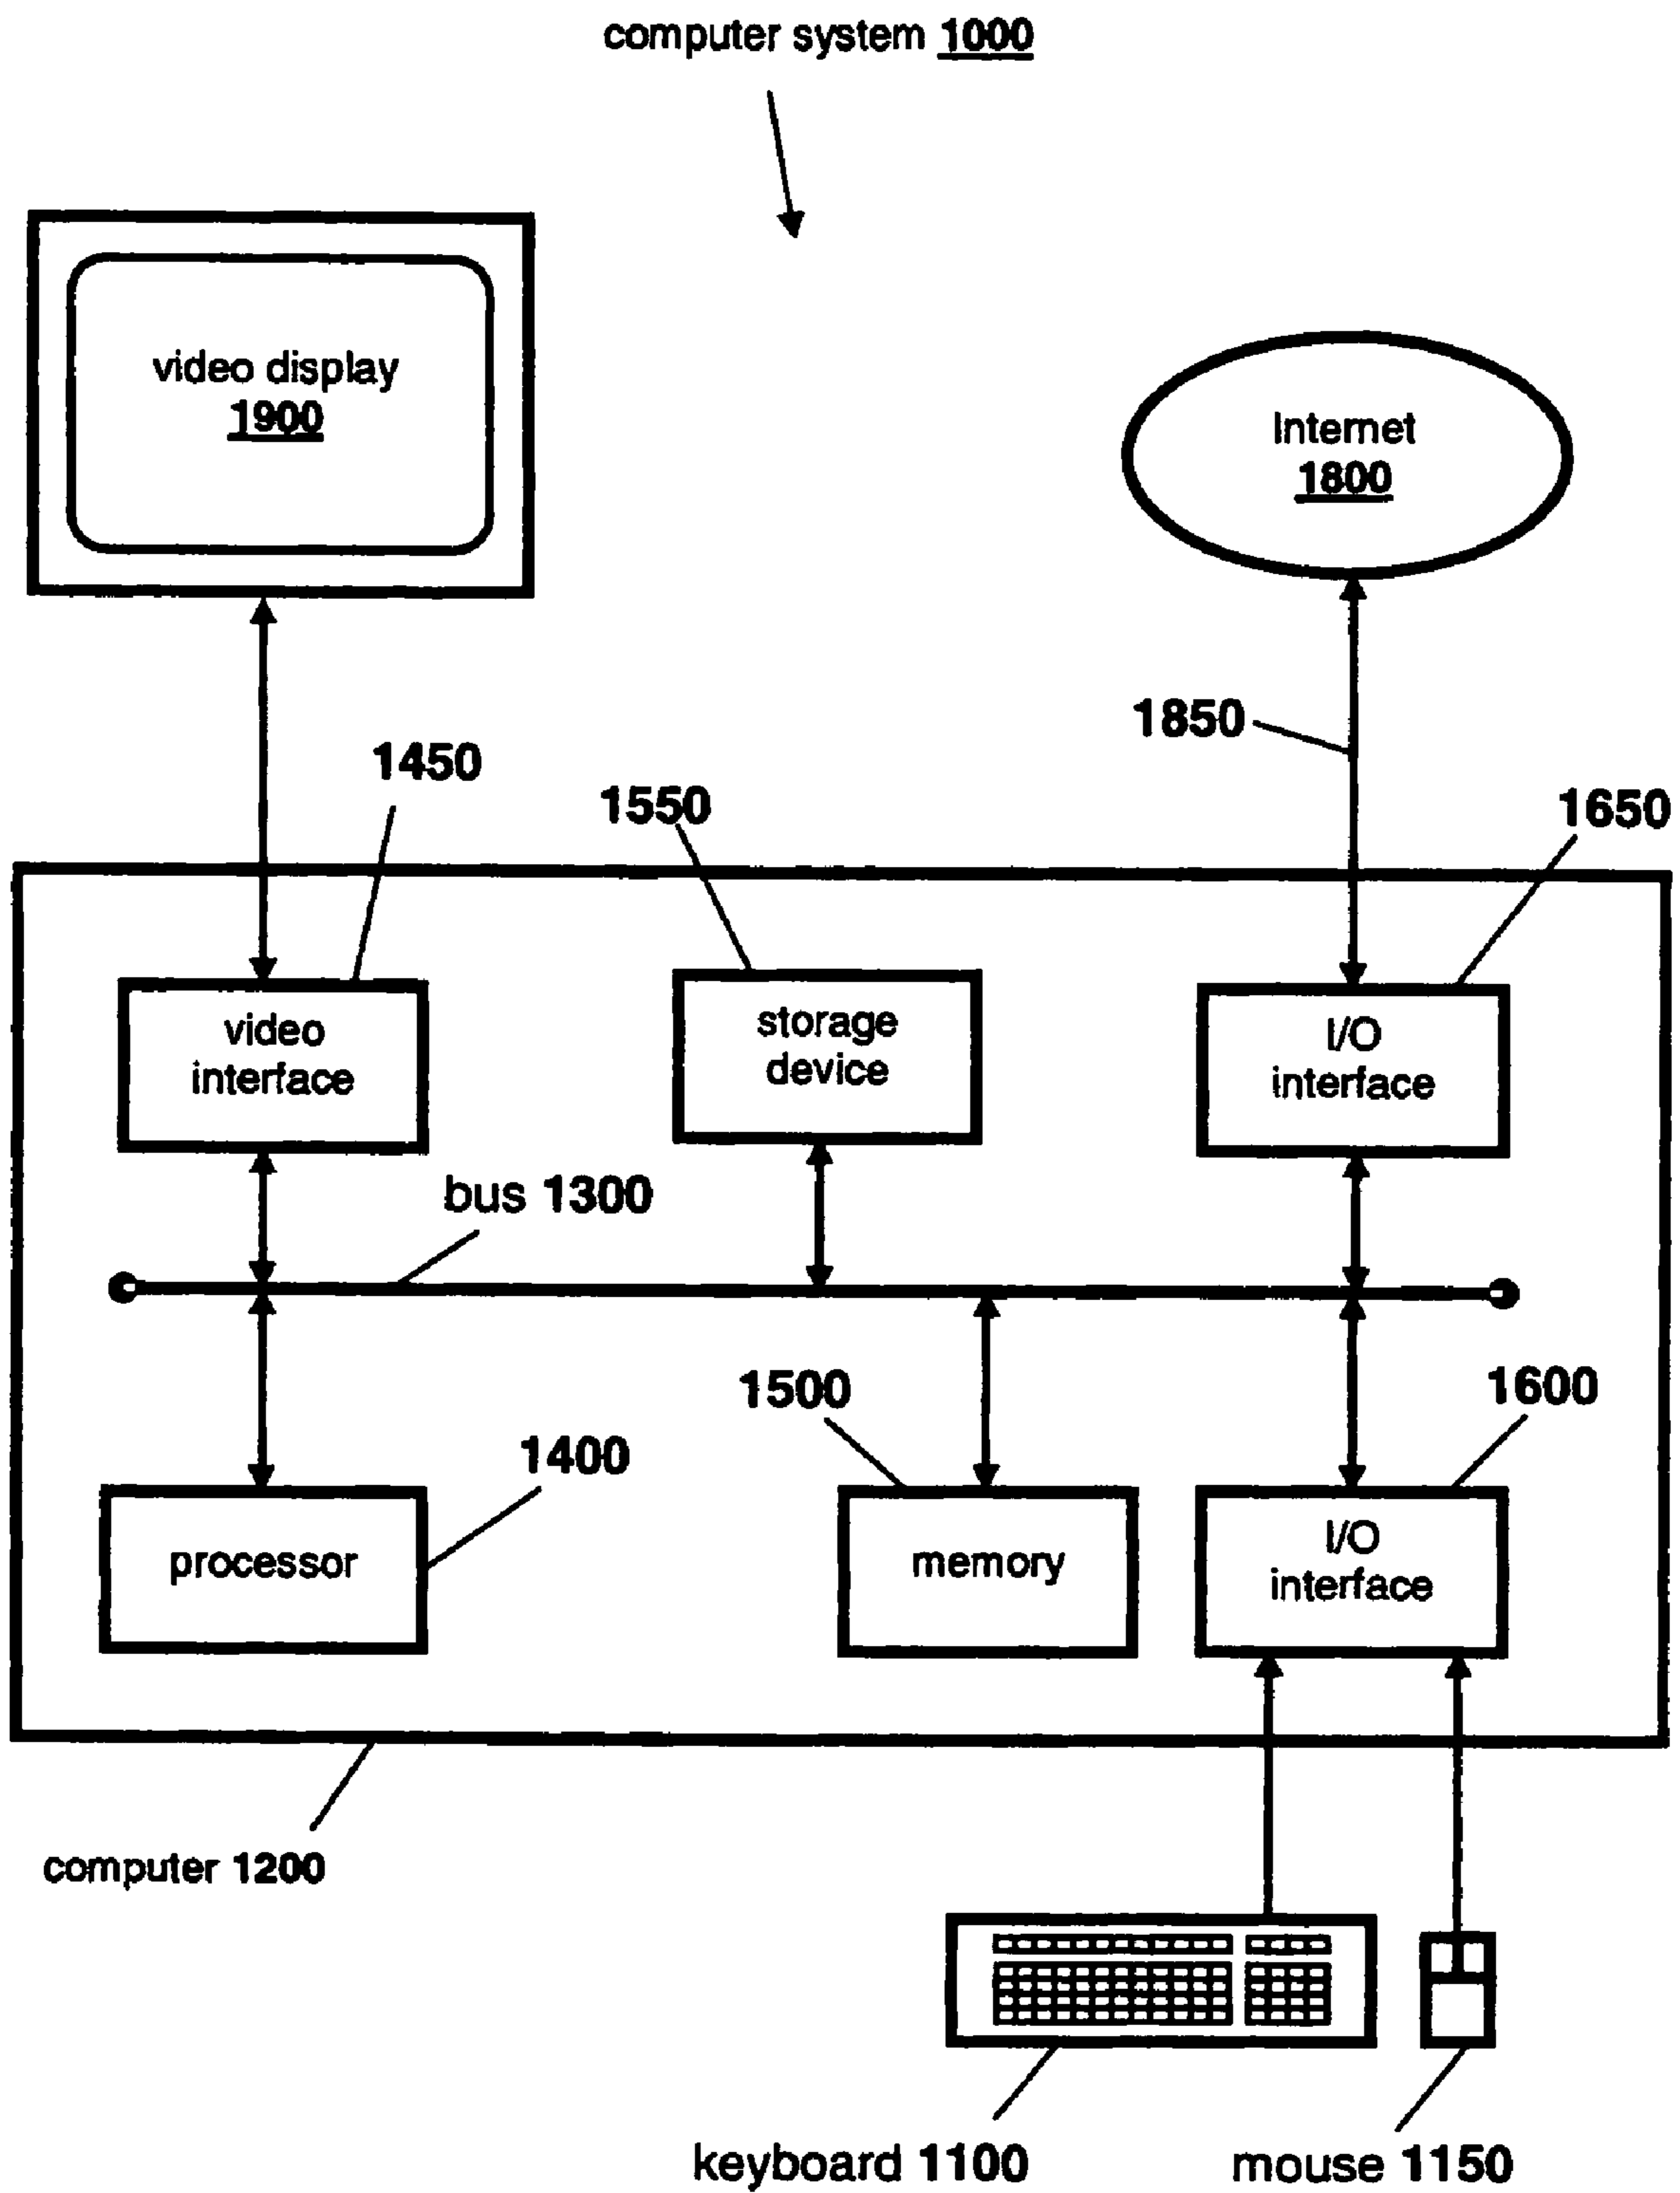 computer system 1000
video display
1900
Internet
1800
1850
1450
1550
1650
video
interface
storage
device
I/O
interface
bus 1300
1500
1600
1400
processor
memory
I/O
interface
computer 1200
keyboard 1100
mouse 1150